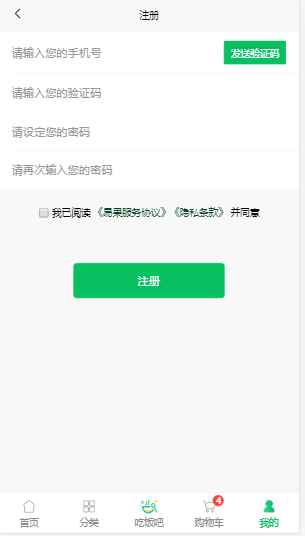 注册
请输入您的手机号 发送验证码
请输入您的验证码
请设定您的密码
请再次输入您的密码
我已阅读 《易果服务协议》《隐私条款》 并同意
注册
4
首页 分类 吃饭吧 购物车 我的